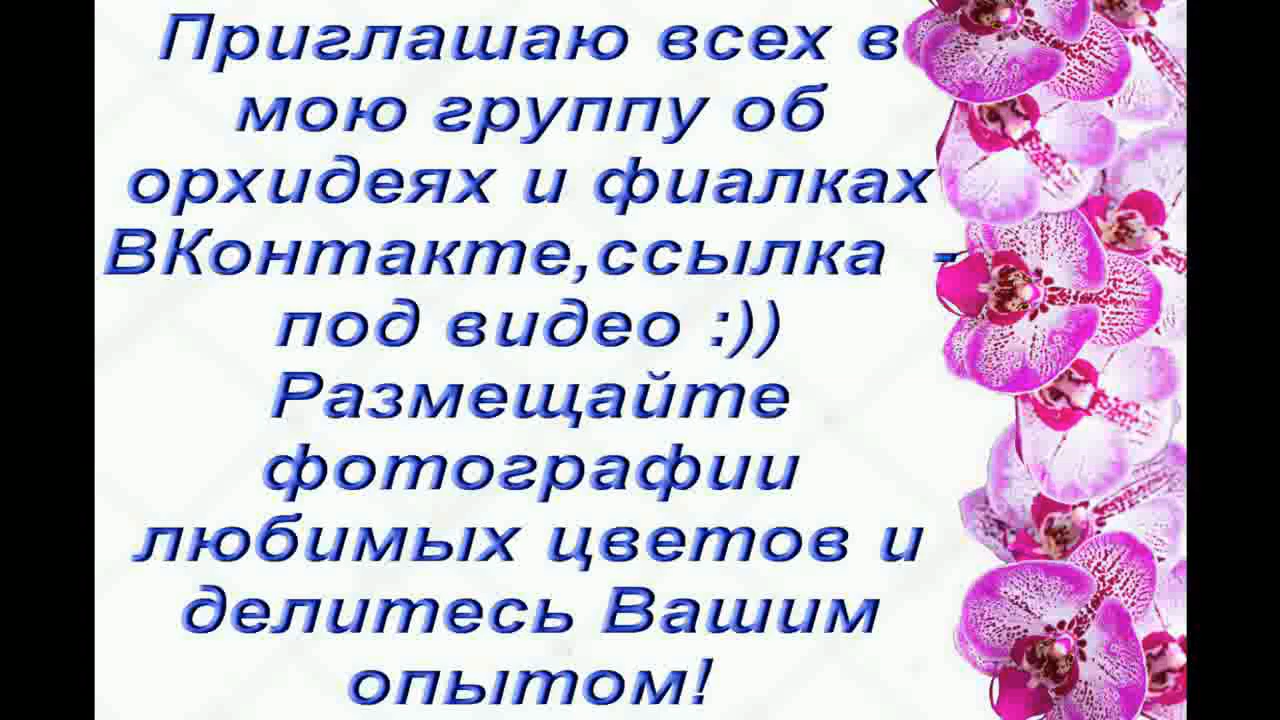 Приглашаю всех в
мою группу об
орхидеях и фиалках
ВКонтакте,ссылка -
под видео :))
Размещайте
фотографии
любимых цветов и
делитесь Вашим
опытом!